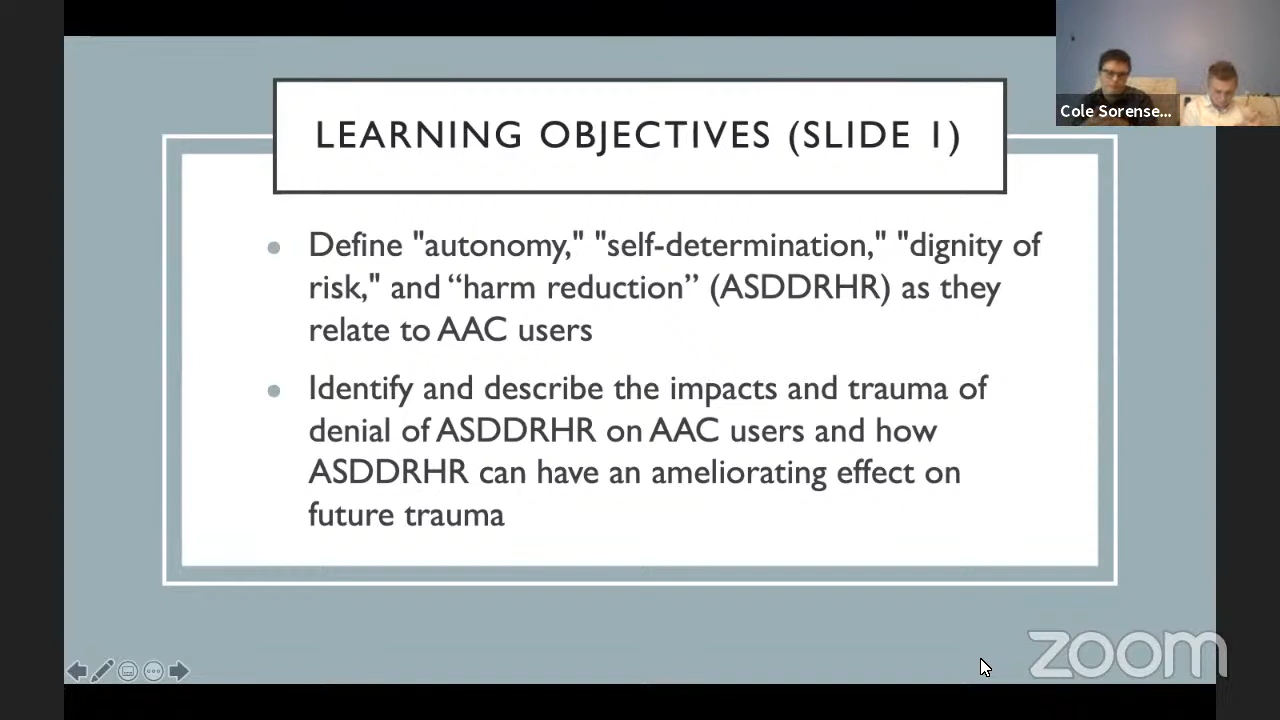 LEARNING OBJECTIVES (SLIDE 1)
Define "autonomy," "self-determination," "dignity of
risk," and “harm reduction” (ASDDRHR) as they
relate to AAC users
Identify and describe the impacts and trauma of
denial of ASDDRHR on AAC users and how
ASDDRHR can have an ameliorating effect on
future trauma
Cole Sorense...
zoom